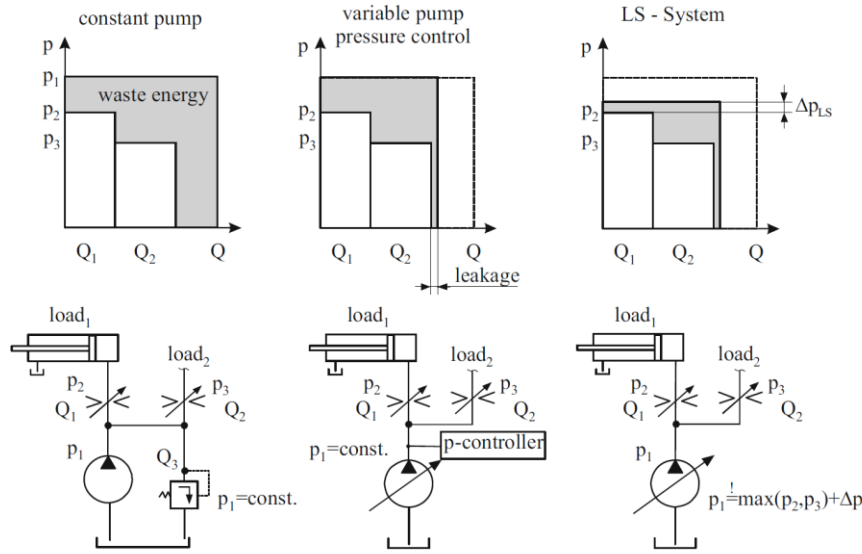 constant pump
variable pump
pressure control
LS - System
p
p₁
waste energy
p₂
p₃
Q₁ Q₂ Q
p
p₂
p₃
Q₁ Q₂ Q
leakage
p
p₂
p₃
Δp_LS
Q₁ Q₂ Q
load₁
load₂
p₂
Q₁
p₃
Q₂
p₁
Q₃
p₁=const.
load₁
load₂
p₂
Q₁
p₃
Q₂
p₁=const.
p-controller
load₁
load₂
p₂
Q₁
p₃
Q₂
p₁
p₁=!max(p₂,p₃)+Δp